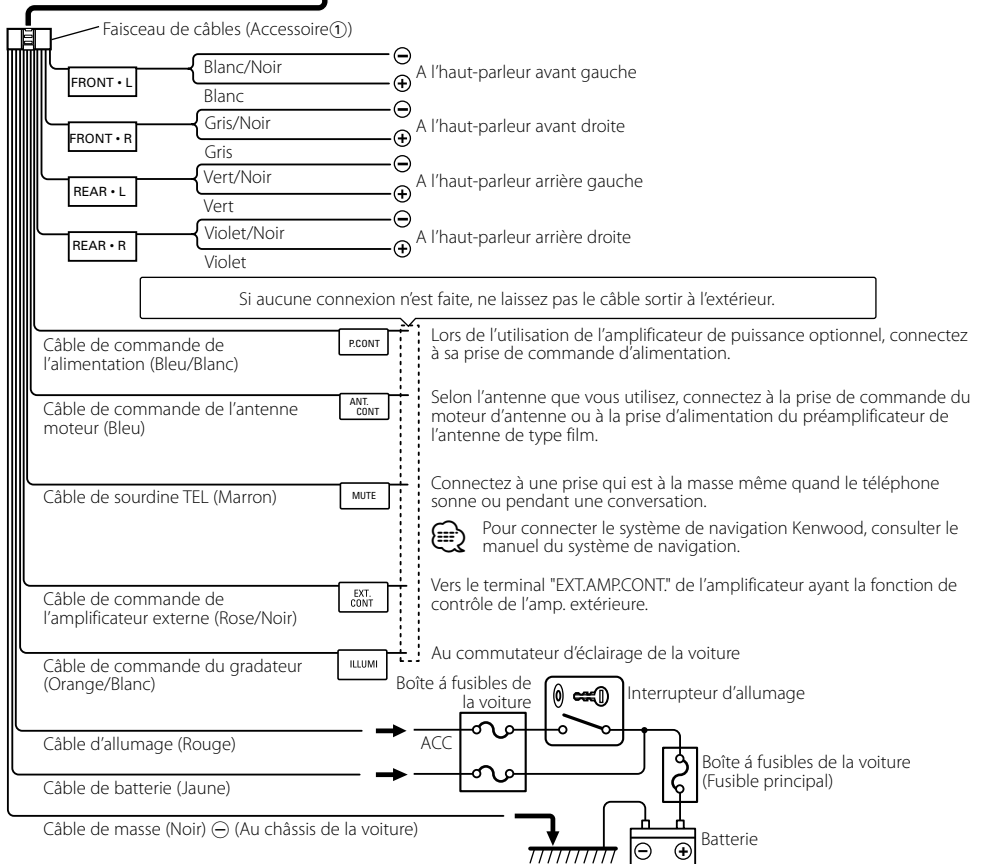 Faisceau de câbles (Accessoire①)
FRONT • L
Blanc/Noir
⊖
⊕
A l'haut-parleur avant gauche
Blanc
FRONT • R
Gris/Noir
⊖
⊕
A l'haut-parleur avant droite
Gris
REAR • L
Vert/Noir
⊖
⊕
A l'haut-parleur arrière gauche
Vert
REAR • R
Violet/Noir
⊖
⊕
A l'haut-parleur arrière droite
Violet
Si aucune connexion n'est faite, ne laissez pas le câble sortir à l'extérieur.
Câble de commande de
l'alimentation (Bleu/Blanc)
P.CONT
Lors de l'utilisation de l'amplificateur de puissance optionnel, connectez
à sa prise de commande d'alimentation.
Câble de commande de l'antenne
moteur (Bleu)
ANT.
CONT
Selon l'antenne que vous utilisez, connectez à la prise de commande du
moteur d'antenne ou à la prise d'alimentation du préamplificateur de
l'antenne de type film.
Câble de sourdine TEL (Marron)
MUTE
Connectez à une prise qui est à la masse même quand le téléphone
sonne ou pendant une conversation.
Pour connecter le système de navigation Kenwood, consulter le
manuel du système de navigation.
Câble de commande de
l'amplificateur externe (Rose/Noir)
EXT.
CONT
Vers le terminal "EXT.AMP.CONT." de l'amplificateur ayant la fonction de
contrôle de l'amp. extérieure.
Câble de commande du gradateur
(Orange/Blanc)
ILLUMI
Au commutateur d'éclairage de la voiture
Boîte á fusibles de
la voiture
Interrupteur d'allumage
Câble d'allumage (Rouge)
ACC
Boîte á fusibles de la voiture
(Fusible principal)
Câble de batterie (Jaune)
Câble de masse (Noir) ⊖ (Au châssis de la voiture)
Batterie
⊖ ⊕